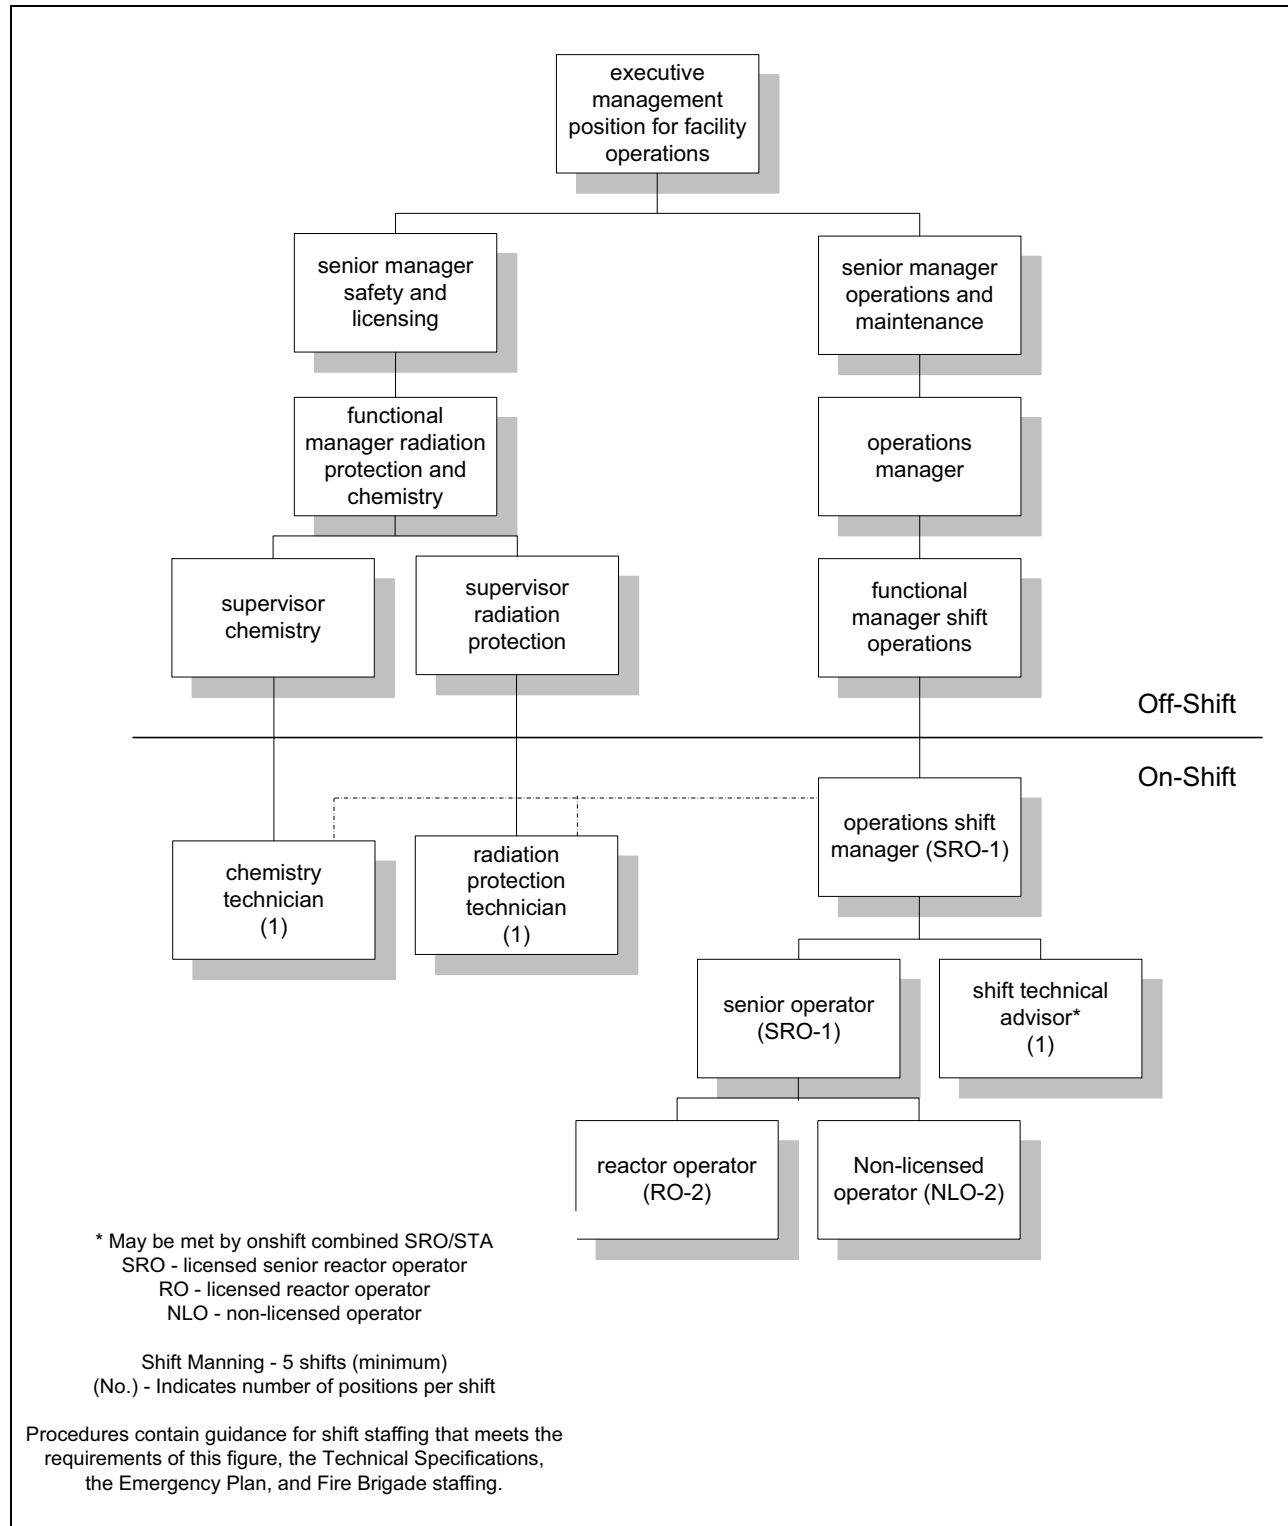 executive
management
position for facility
operations
senior manager
safety and
licensing
senior manager
operations and
maintenance
functional
manager radiation
protection and
chemistry
operations
manager
supervisor
chemistry
supervisor
radiation
protection
functional
manager shift
operations
Off-Shift
On-Shift
chemistry
technician
(1)
radiation
protection
technician
(1)
operations shift
manager (SRO-1)
senior operator
(SRO-1)
shift technical
advisor*
(1)
reactor operator
(RO-2)
Non-licensed
operator (NLO-2)
* May be met by onshift combined SRO/STA
SRO - licensed senior reactor operator
RO - licensed reactor operator
NLO - non-licensed operator
Shift Manning - 5 shifts (minimum)
(No.) - Indicates number of positions per shift
Procedures contain guidance for shift staffing that meets the
requirements of this figure, the Technical Specifications,
the Emergency Plan, and Fire Brigade staffing.